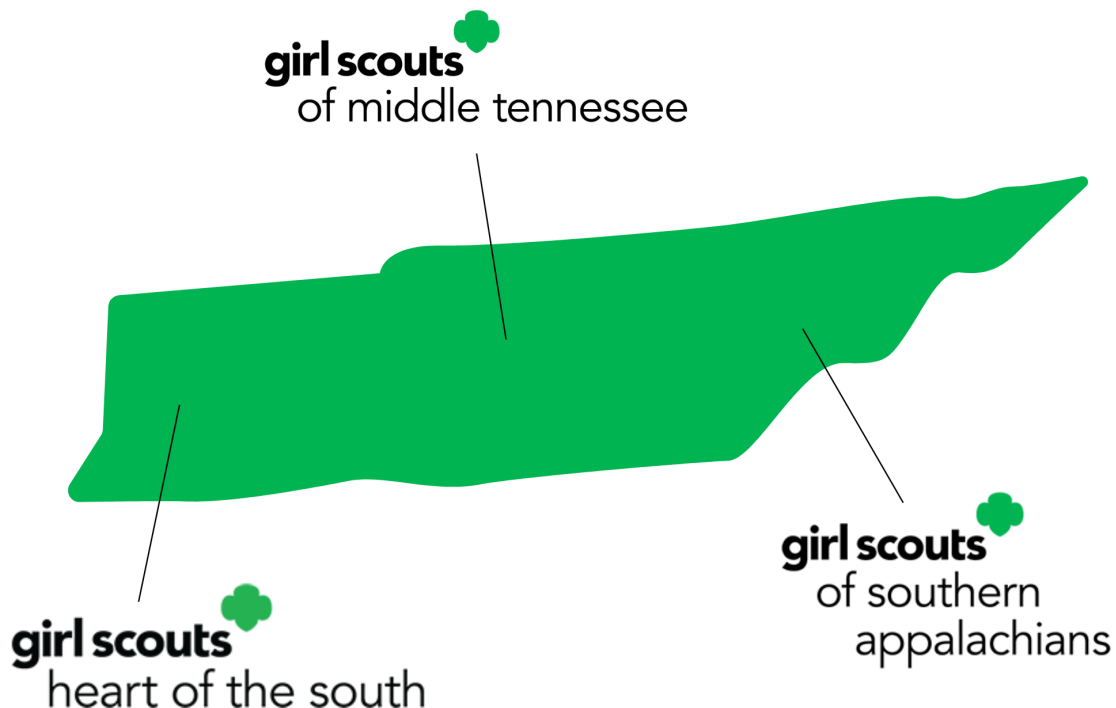 girl scouts
of middle tennessee
girl scouts
of southern
appalachians
girl scouts
heart of the south